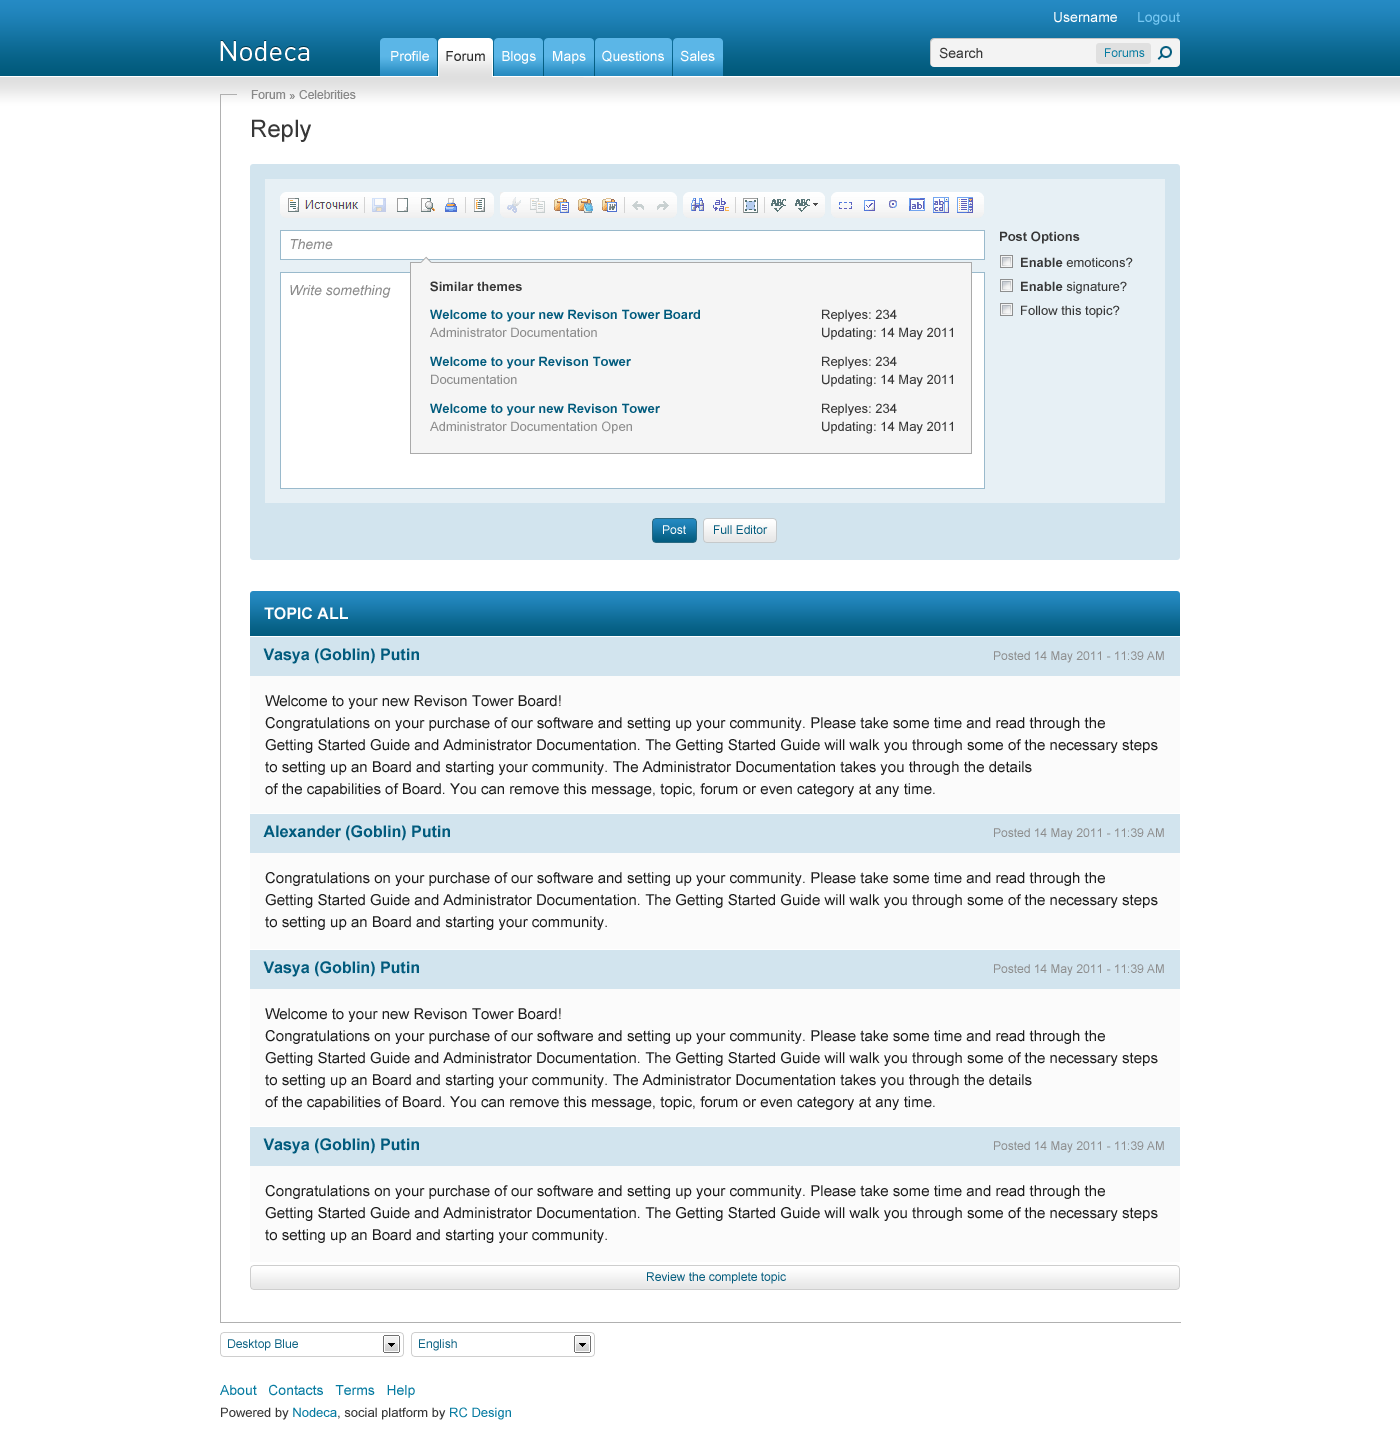 Username Logout
Nodeca
Profile Forum Blogs Maps Questions Sales
Search Forums
Forum » Celebrities
Reply
Источник
ABC ABC
Theme
Post Options
Enable emoticons?
Enable signature?
Follow this topic?
Write something
Similar themes
Welcome to your new Revison Tower Board Replyes: 234
Administrator Documentation Updating: 14 May 2011
Welcome to your Revison Tower Replyes: 234
Documentation Updating: 14 May 2011
Welcome to your new Revison Tower Replyes: 234
Administrator Documentation Open Updating: 14 May 2011
Post Full Editor
TOPIC ALL
Vasya (Goblin) Putin Posted 14 May 2011 - 11:39 AM
Welcome to your new Revison Tower Board!
Congratulations on your purchase of our software and setting up your community. Please take some time and read through the
Getting Started Guide and Administrator Documentation. The Getting Started Guide will walk you through some of the necessary steps
to setting up an Board and starting your community. The Administrator Documentation takes you through the details
of the capabilities of Board. You can remove this message, topic, forum or even category at any time.
Alexander (Goblin) Putin Posted 14 May 2011 - 11:39 AM
Congratulations on your purchase of our software and setting up your community. Please take some time and read through the
Getting Started Guide and Administrator Documentation. The Getting Started Guide will walk you through some of the necessary steps
to setting up an Board and starting your community.
Vasya (Goblin) Putin Posted 14 May 2011 - 11:39 AM
Welcome to your new Revison Tower Board!
Congratulations on your purchase of our software and setting up your community. Please take some time and read through the
Getting Started Guide and Administrator Documentation. The Getting Started Guide will walk you through some of the necessary steps
to setting up an Board and starting your community. The Administrator Documentation takes you through the details
of the capabilities of Board. You can remove this message, topic, forum or even category at any time.
Vasya (Goblin) Putin Posted 14 May 2011 - 11:39 AM
Congratulations on your purchase of our software and setting up your community. Please take some time and read through the
Getting Started Guide and Administrator Documentation. The Getting Started Guide will walk you through some of the necessary steps
to setting up an Board and starting your community.
Review the complete topic
Desktop Blue English
About Contacts Terms Help
Powered by Nodeca, social platform by RC Design